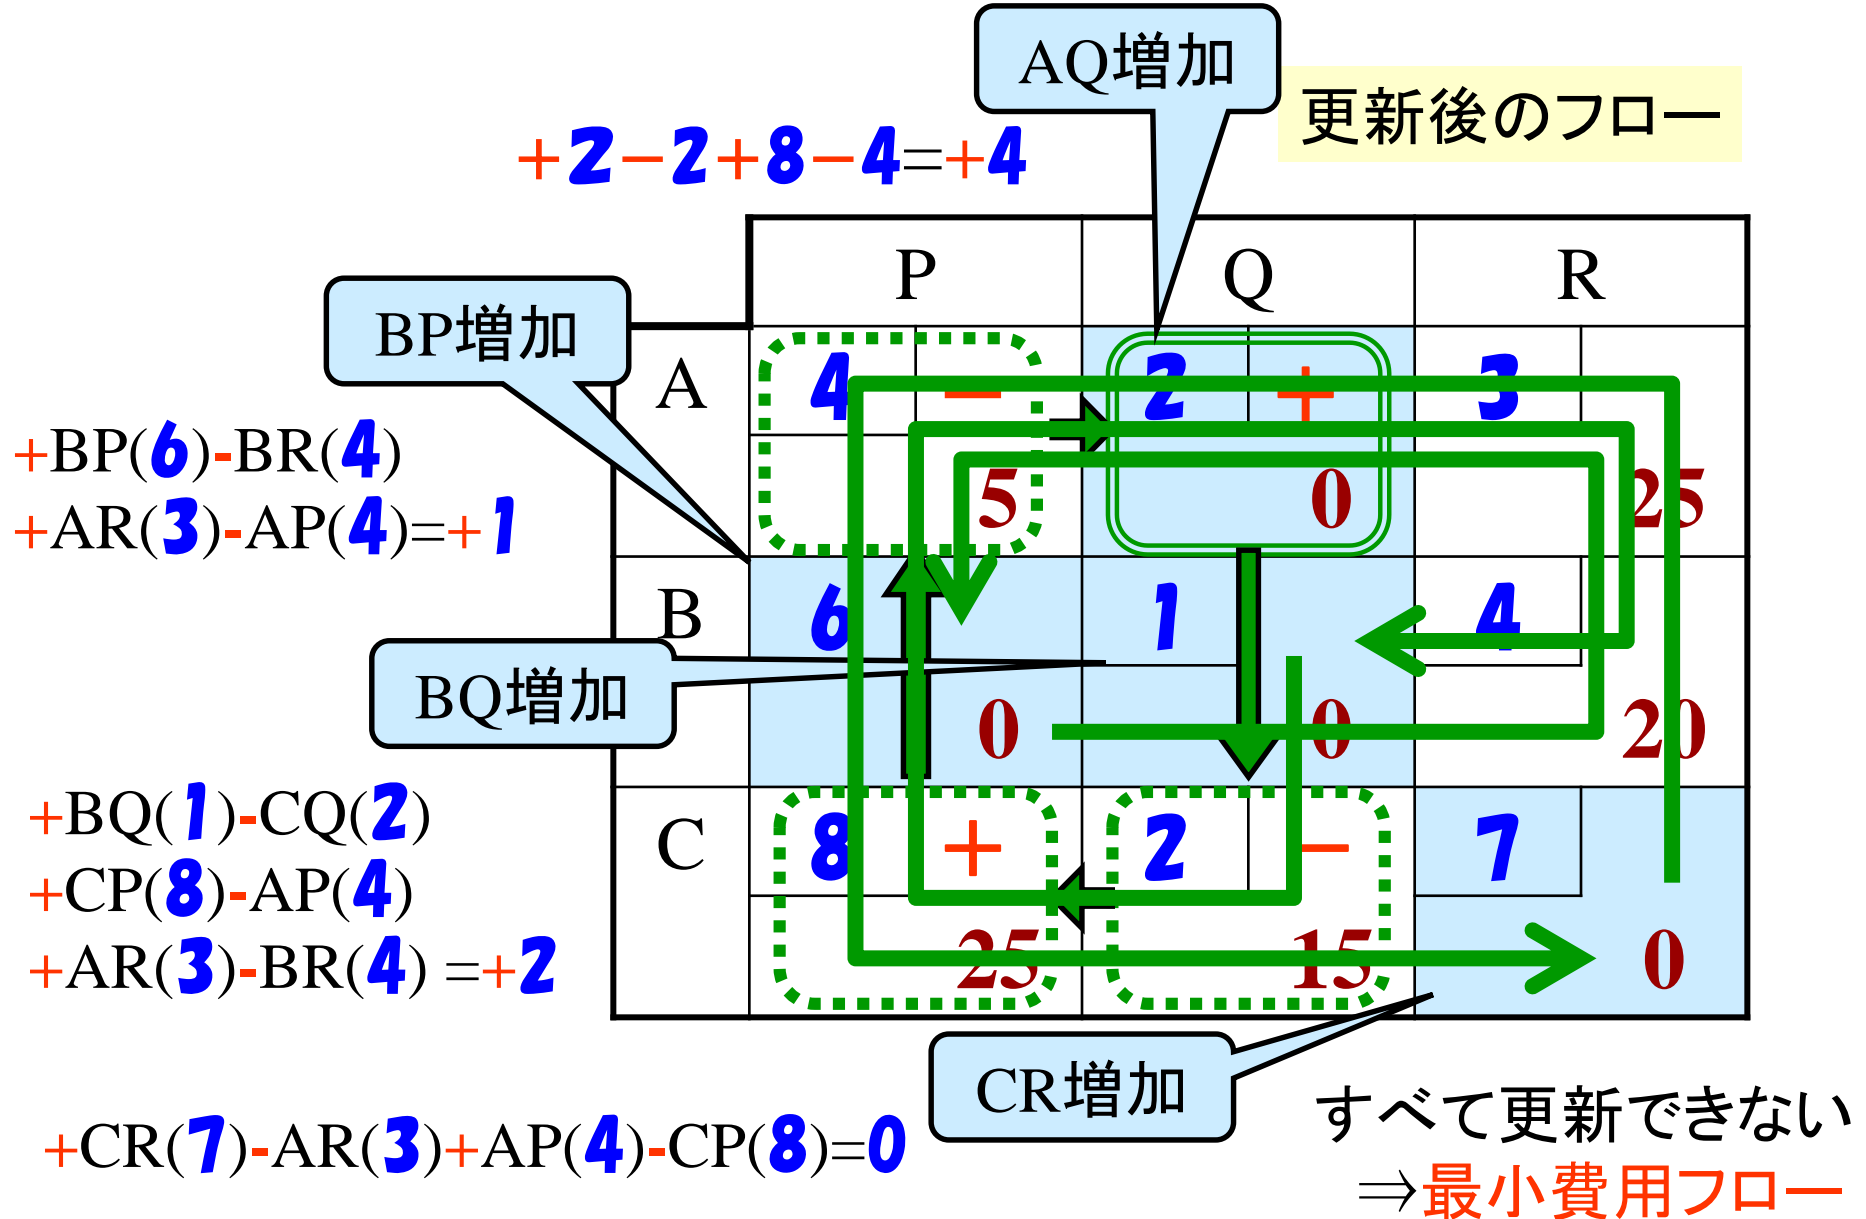 AQ増加
更新後のフロー
+2-2+8-4=+4
P Q R
BP増加
A 4 - 2 + 3
5 0 25
+BP(6)-BR(4)
+AR(3)-AP(4)=+1
B 6 1 4
BQ増加
0 0 20
+BQ(1)-CQ(2)
+CP(8)-AP(4)
+AR(3)-BR(4) =+2
C 8 + 2 - 7
25 15 0
CR増加
+CR(7)-AR(3)+AP(4)-CP(8)=0
すべて更新できない
⇒最小費用フロー